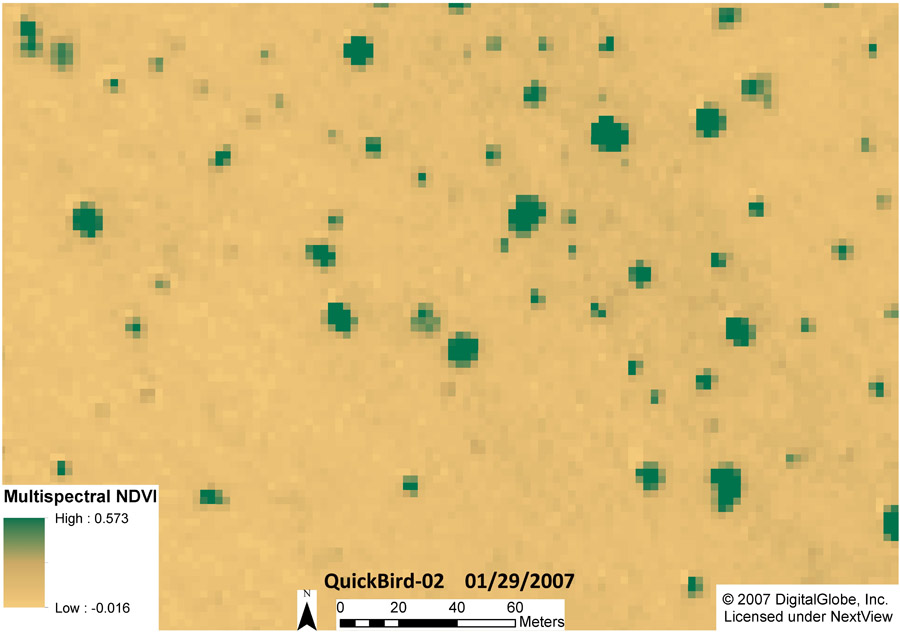 Multispectral NDVI
High : 0.573
Low : -0.016
QuickBird-02 01/29/2007
N
0 20 40 60
Meters
© 2007 DigitalGlobe, Inc.
Licensed under NextView